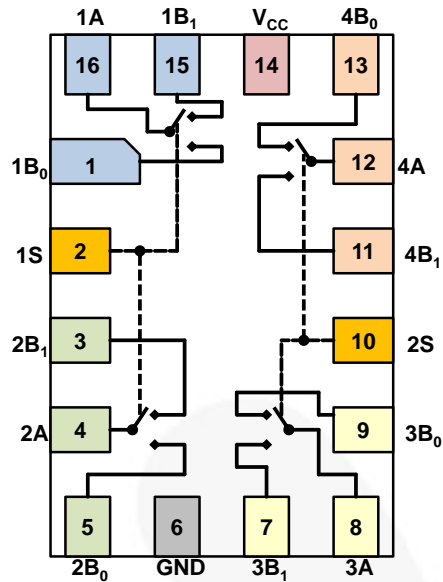 1A 1B₁ V_CC 4B₀
16 15 14 13
1B₀ 1 12 4A
1S 2 11 4B₁
2B₁ 3 10 2S
2A 4 9 3B₀
5 6 7 8
2B₀ GND 3B₁ 3A